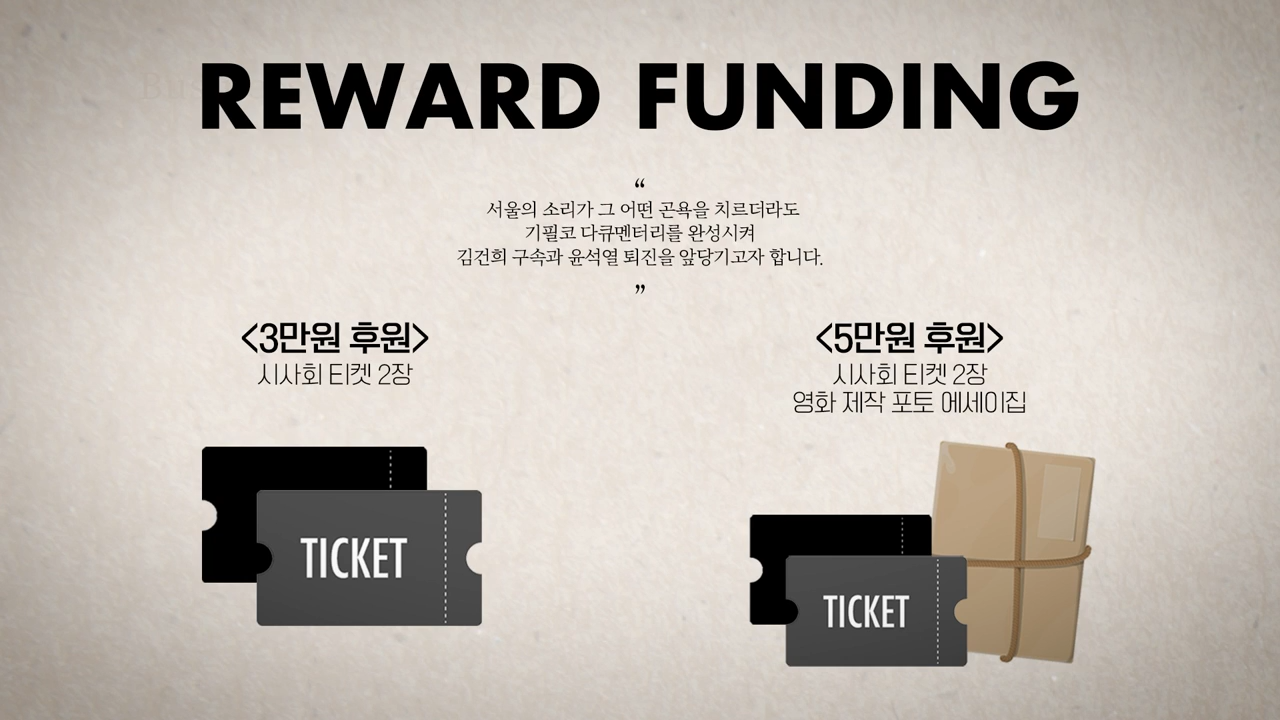 REWARD FUNDING
“
서울의 소리가 그 어떤 곤욕을 치르더라도
기필코 다큐멘터리를 완성시켜
김건희 구속과 윤석열 퇴진을 앞당기고자 합니다.
”
<3만원 후원>
시사회 티켓 2장
<5만원 후원>
시사회 티켓 2장
영화 제작 포토 에세이집
TICKET
TICKET